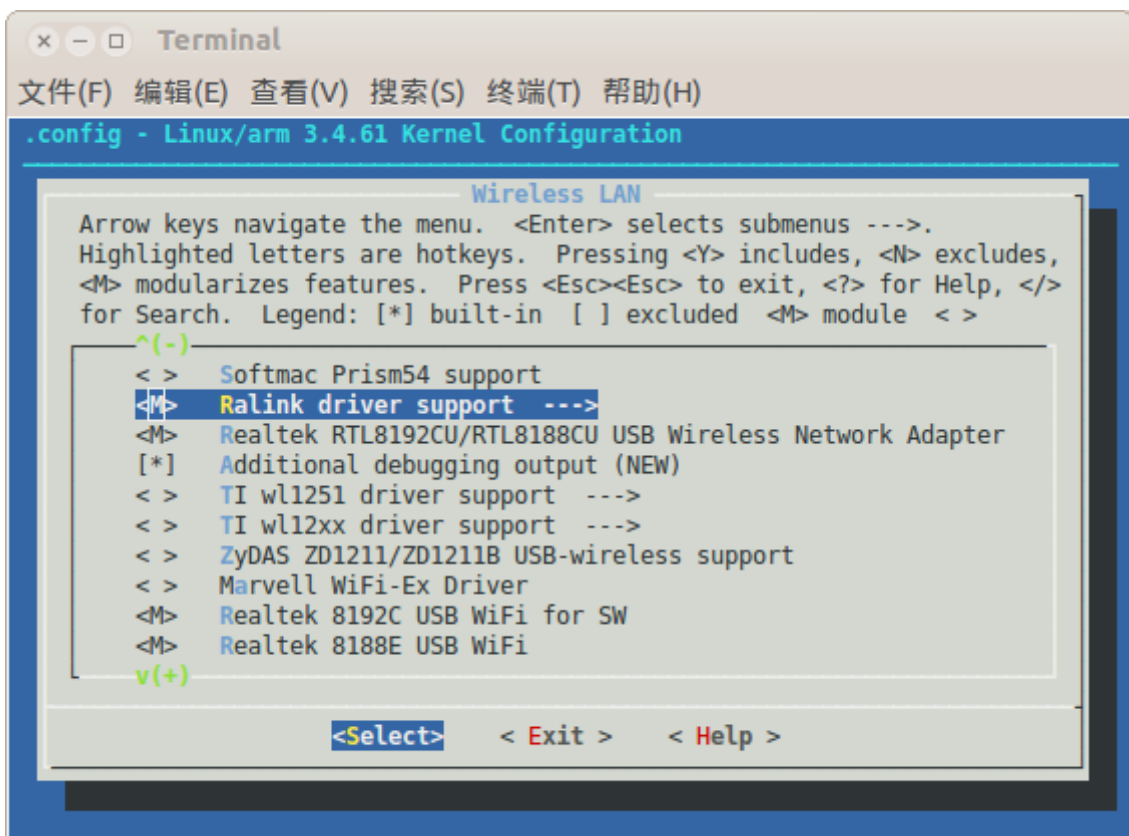 Terminal
文件(F) 编辑(E) 查看(V) 搜索(S) 终端(T) 帮助(H)
.config - Linux/arm 3.4.61 Kernel Configuration
Wireless LAN
Arrow keys navigate the menu.  <Enter> selects submenus --->.
Highlighted letters are hotkeys.  Pressing <Y> includes, <N> excludes,
<M> modularizes features.  Press <Esc><Esc> to exit, <?> for Help, </>
for Search.  Legend: [*] built-in  [ ] excluded  <M> module  < >
^(-)
< >   Softmac Prism54 support
<M>   Ralink driver support  --->
<M>   Realtek RTL8192CU/RTL8188CU USB Wireless Network Adapter
[*]   Additional debugging output (NEW)
< >   TI wl1251 driver support  --->
< >   TI wl12xx driver support  --->
< >   ZyDAS ZD1211/ZD1211B USB-wireless support
< >   Marvell WiFi-Ex Driver
<M>   Realtek 8192C USB WiFi for SW
<M>   Realtek 8188E USB WiFi
v(+)
<Select>    < Exit >    < Help >